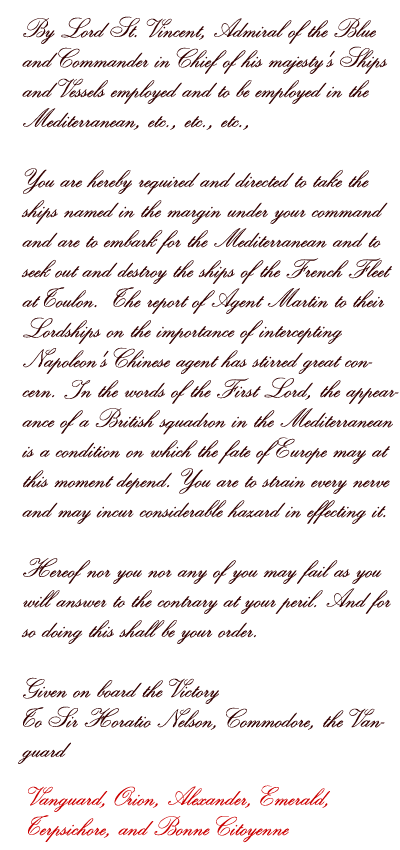 By Lord St. Vincent, Admiral of the Blue
and Commander in Chief of his majesty's Ships
and Vessels employed and to be employed in the
Mediterranean, etc., etc., etc.,
You are hereby required and directed to take the
ships named in the margin under your command
and are to embark for the Mediterranean and to
seek out and destroy the ships of the French Fleet
at Toulon. The report of Agent Martin to their
Lordships on the importance of intercepting
Napoleon's Chinese agent has stirred great con-
cern. In the words of the First Lord, the appear-
ance of a British squadron in the Mediterranean
is a condition on which the fate of Europe may at
this moment depend. You are to strain every nerve
and may incur considerable hazard in effecting it.
Hereof nor you nor any of you may fail as you
will answer to the contrary at your peril. And for
so doing this shall be your order.
Given on board the Victory
To Sir Horatio Nelson, Commodore, the Van-
guard
Vanguard, Orion, Alexander, Emerald,
Terpsichore, and Bonne Citoyenne